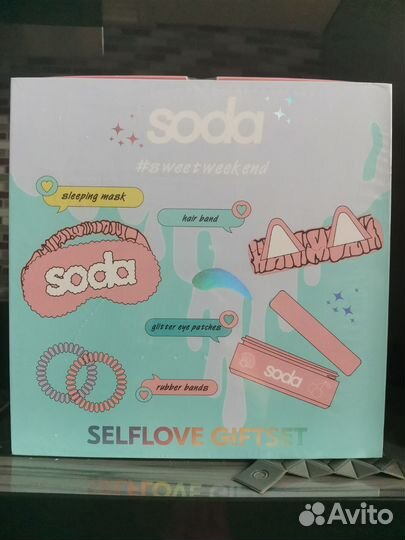 soda
#sweetweekend
sleeping mask
hair band
soda
glitter eye patches
soda
rubber bands
SELFLOVE GIFTSET
Avito